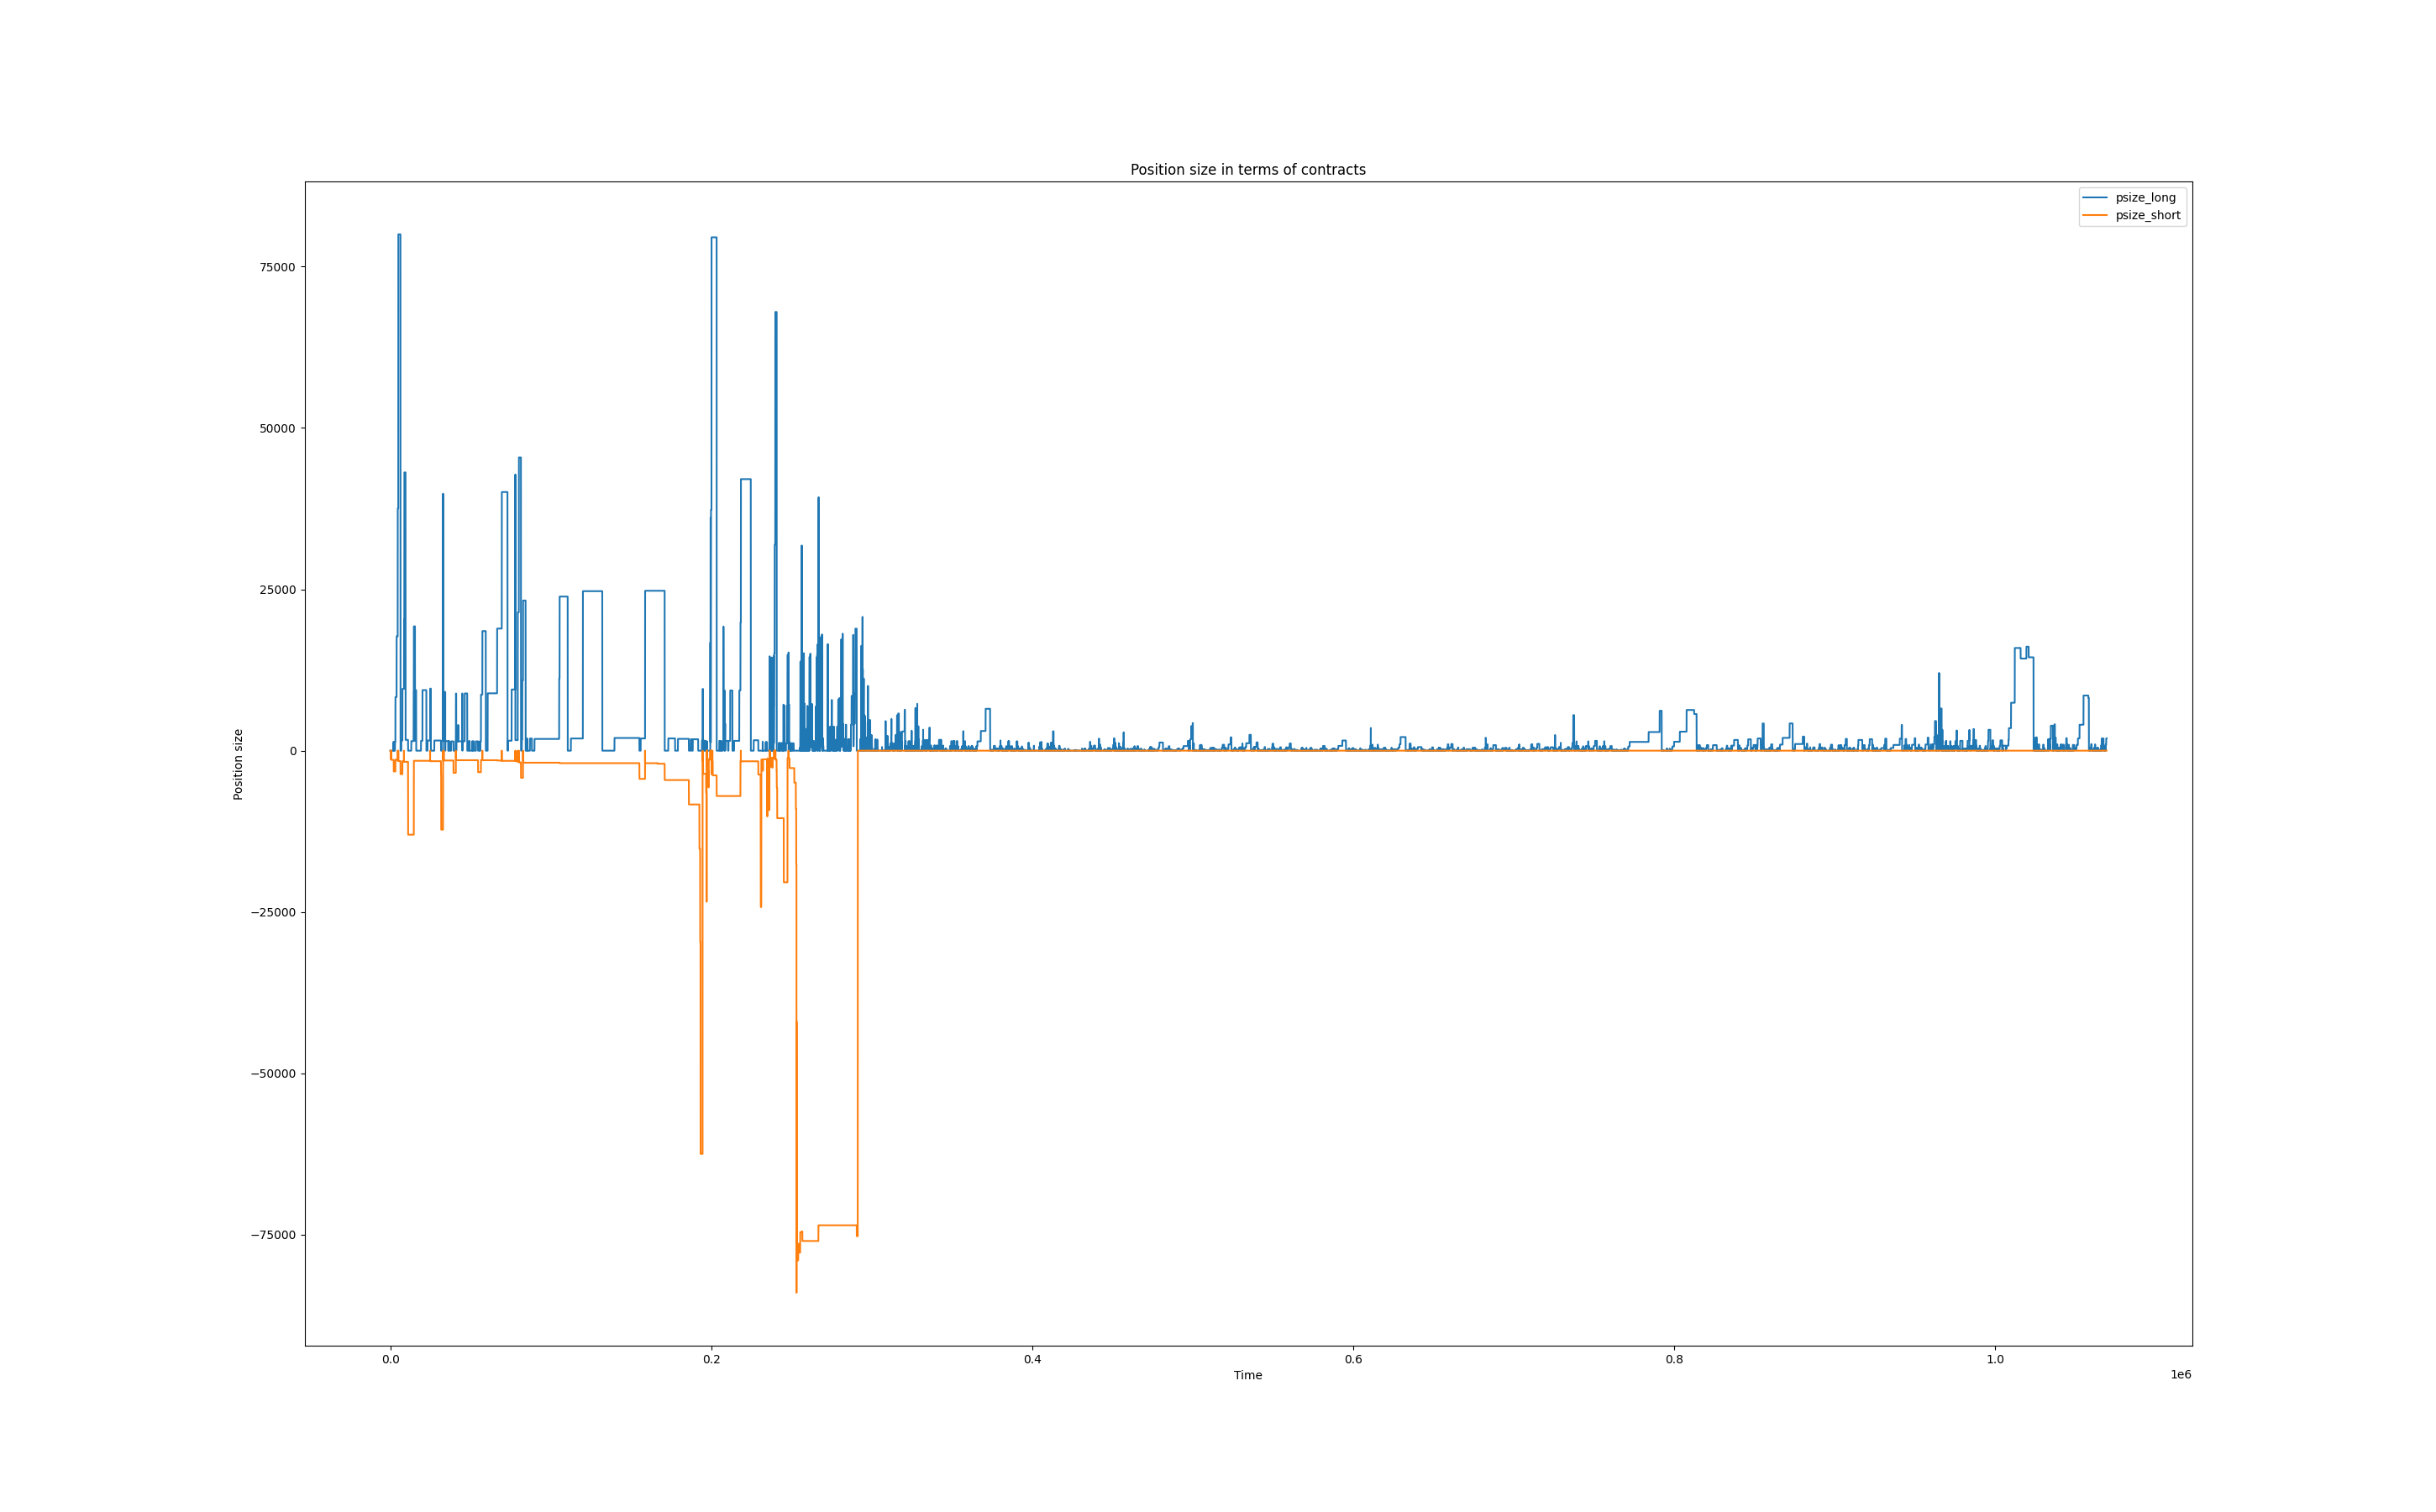 Position size in terms of contracts
psize_long
psize_short
75000
50000
25000
0
−25000
−50000
−75000
Position size
0.0
0.2
0.4
0.6
0.8
1.0
Time
1e6